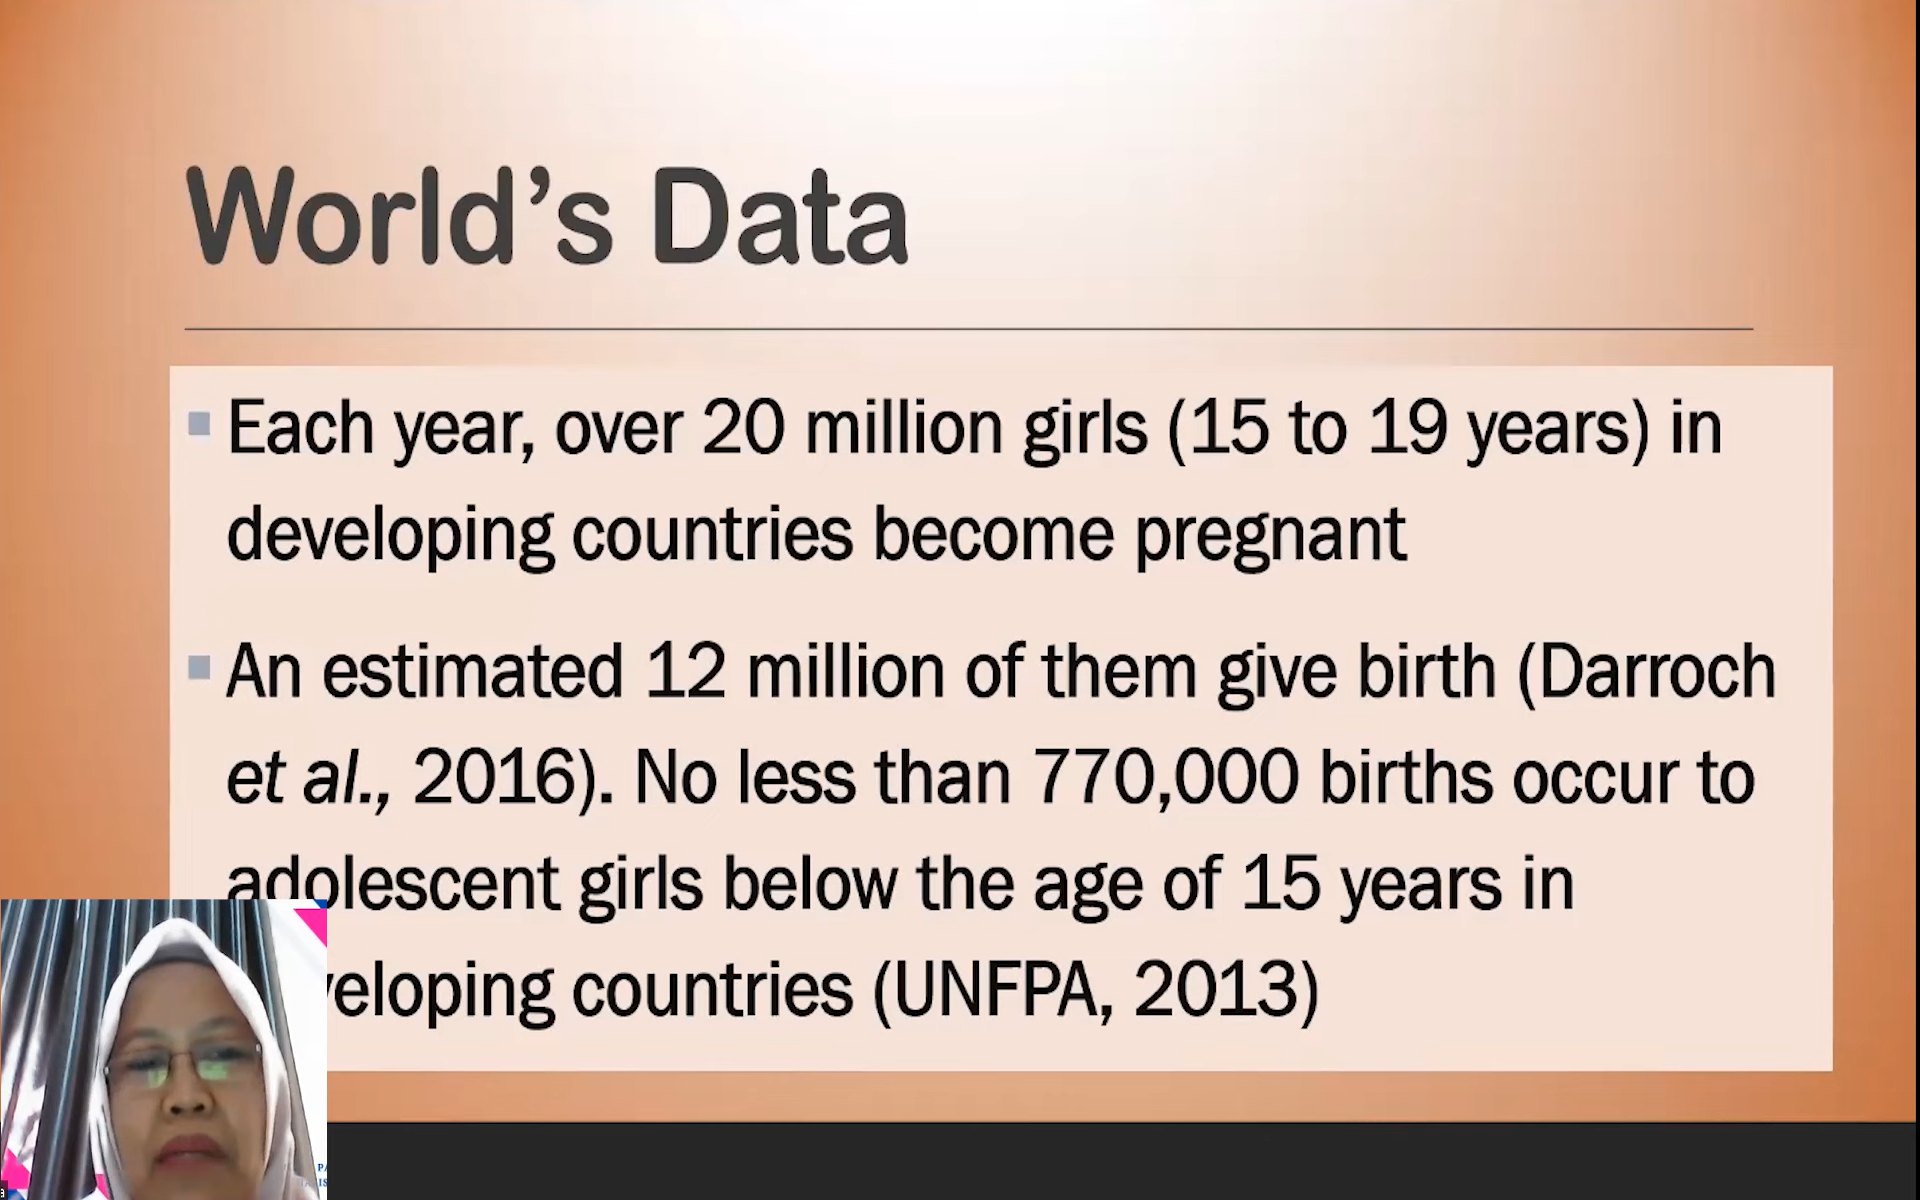 World's Data
Each year, over 20 million girls (15 to 19 years) in
developing countries become pregnant
An estimated 12 million of them give birth (Darroch
et al., 2016). No less than 770,000 births occur to
adolescent girls below the age of 15 years in
veloping countries (UNFPA, 2013)